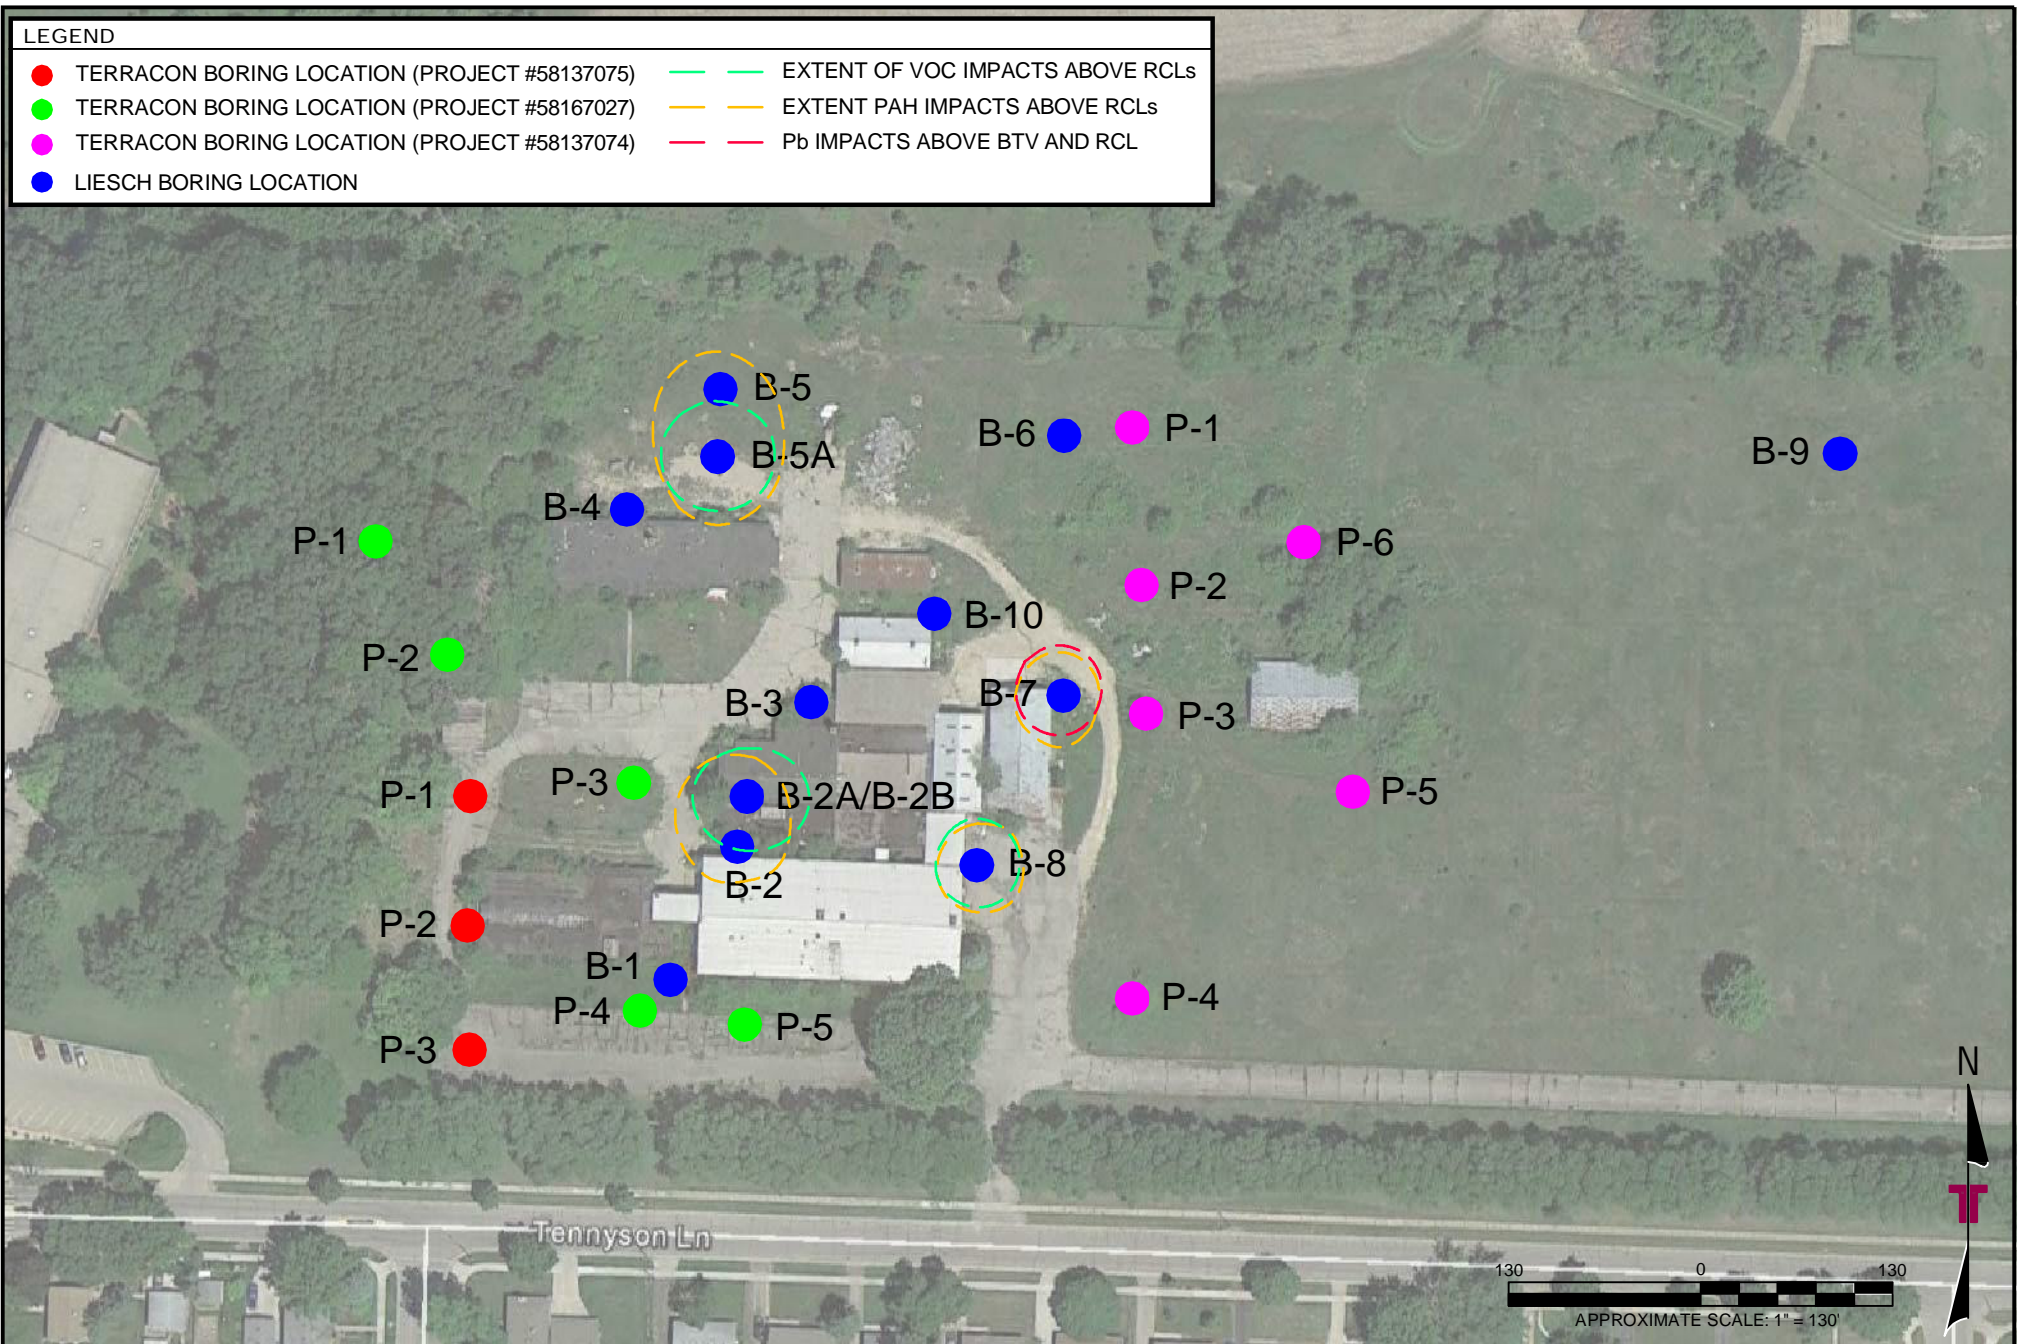 LEGEND
TERRACON BORING LOCATION (PROJECT #58137075)
TERRACON BORING LOCATION (PROJECT #58167027)
TERRACON BORING LOCATION (PROJECT #58137074)
LIESCH BORING LOCATION
EXTENT OF VOC IMPACTS ABOVE RCLs
EXTENT PAH IMPACTS ABOVE RCLs
Pb IMPACTS ABOVE BTV AND RCL
B-5
B-6
P-1
B-9
B-5A
B-4
P-1
P-6
P-2
B-10
P-2
B-7
B-3
P-3
P-1
P-3
B-2A/B-2B
P-5
B-8
B-2
P-2
B-1
P-4
P-4
P-5
P-3
N
Tennyson Ln
130 0 130
APPROXIMATE SCALE: 1" = 130'